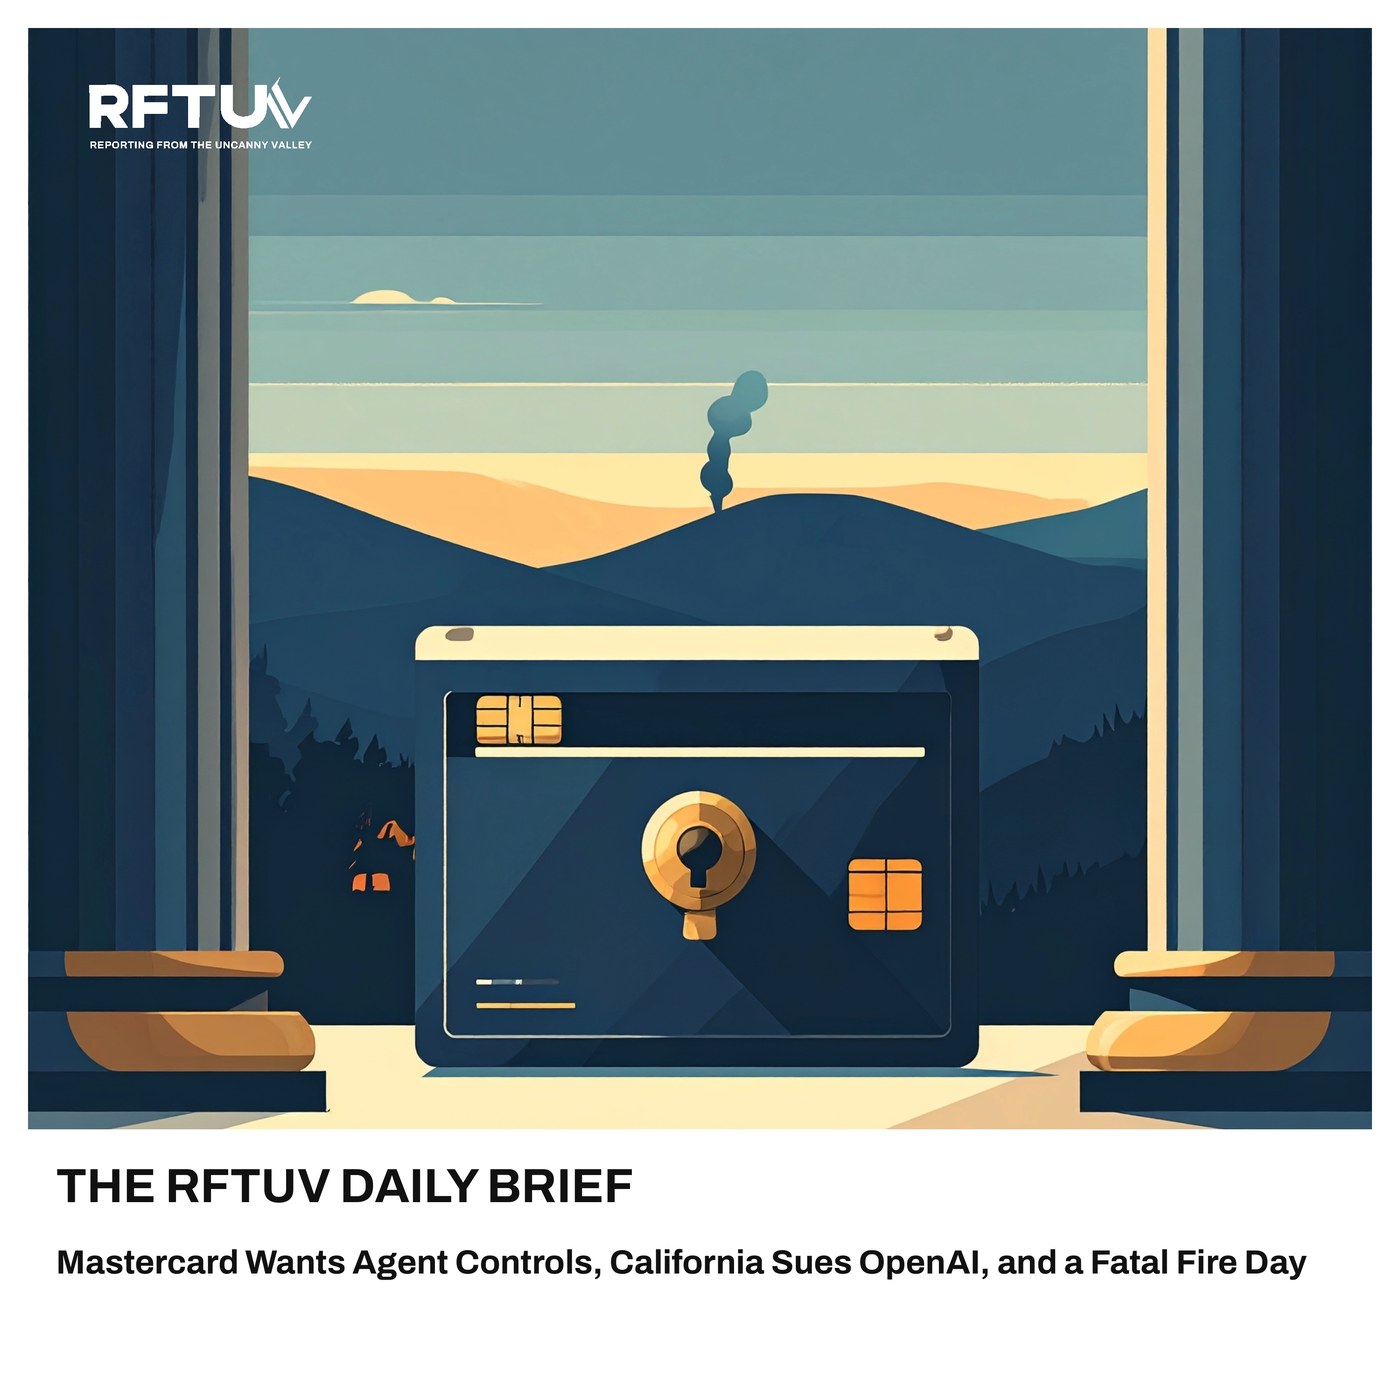 RFTUV
REPORTING FROM THE UNCANNY VALLEY
THE RFTUV DAILY BRIEF
Mastercard Wants Agent Controls, California Sues OpenAI, and a Fatal Fire Day